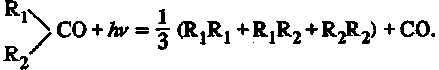 R₁
CO + hν = 1/3 (R₁R₁ + R₁R₂ + R₂R₂) + CO.
R₂